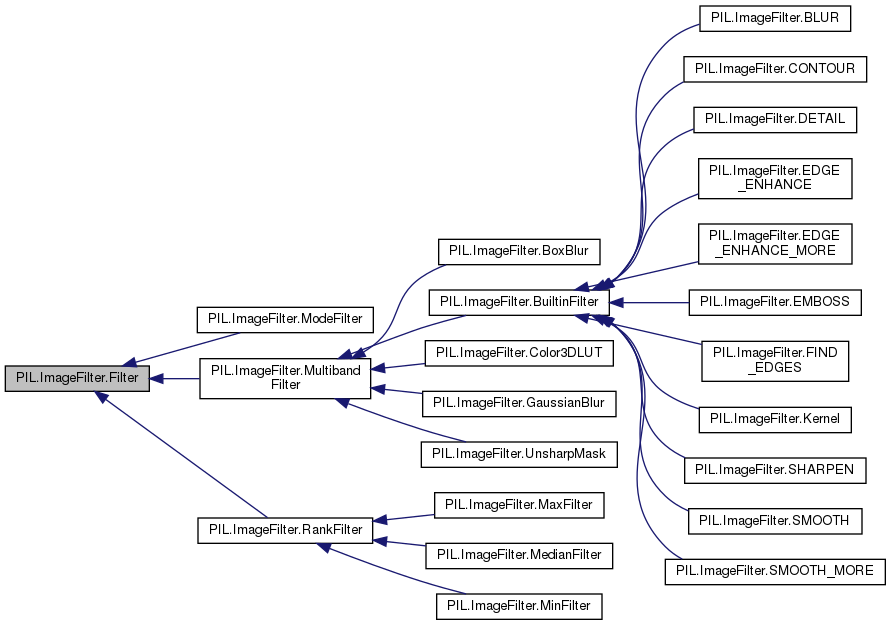 PIL.ImageFilter.BLUR
PIL.ImageFilter.CONTOUR
PIL.ImageFilter.DETAIL
PIL.ImageFilter.EDGE
_ENHANCE
PIL.ImageFilter.EDGE
_ENHANCE_MORE
PIL.ImageFilter.BoxBlur
PIL.ImageFilter.BuiltinFilter
PIL.ImageFilter.EMBOSS
PIL.ImageFilter.ModeFilter
PIL.ImageFilter.Color3DLUT
PIL.ImageFilter.FIND
_EDGES
PIL.ImageFilter.Filter
PIL.ImageFilter.Multiband
Filter
PIL.ImageFilter.GaussianBlur
PIL.ImageFilter.Kernel
PIL.ImageFilter.UnsharpMask
PIL.ImageFilter.SHARPEN
PIL.ImageFilter.MaxFilter
PIL.ImageFilter.SMOOTH
PIL.ImageFilter.RankFilter
PIL.ImageFilter.MedianFilter
PIL.ImageFilter.SMOOTH_MORE
PIL.ImageFilter.MinFilter